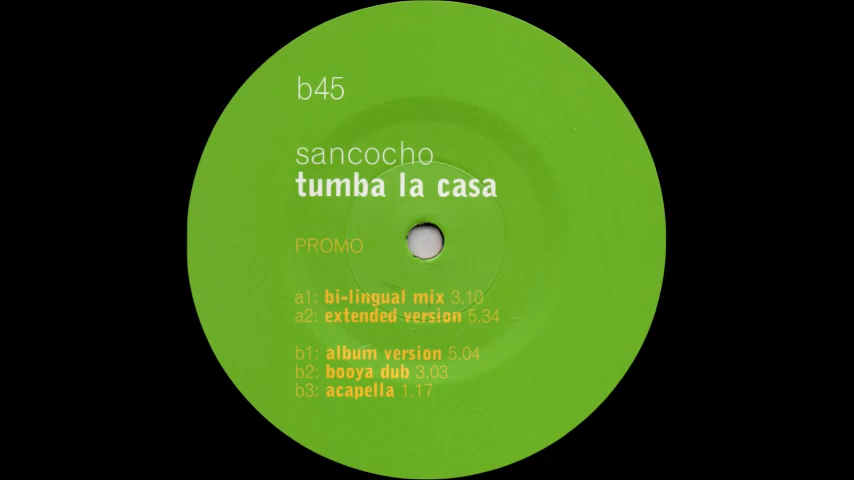 b45
sancocho
tumba la casa
PROMO
a1: bi-lingual mix 3.10
a2: extended version 5.34
b1: album version 5.04
b2: booya dub 3.03
b3: acapella 1.17